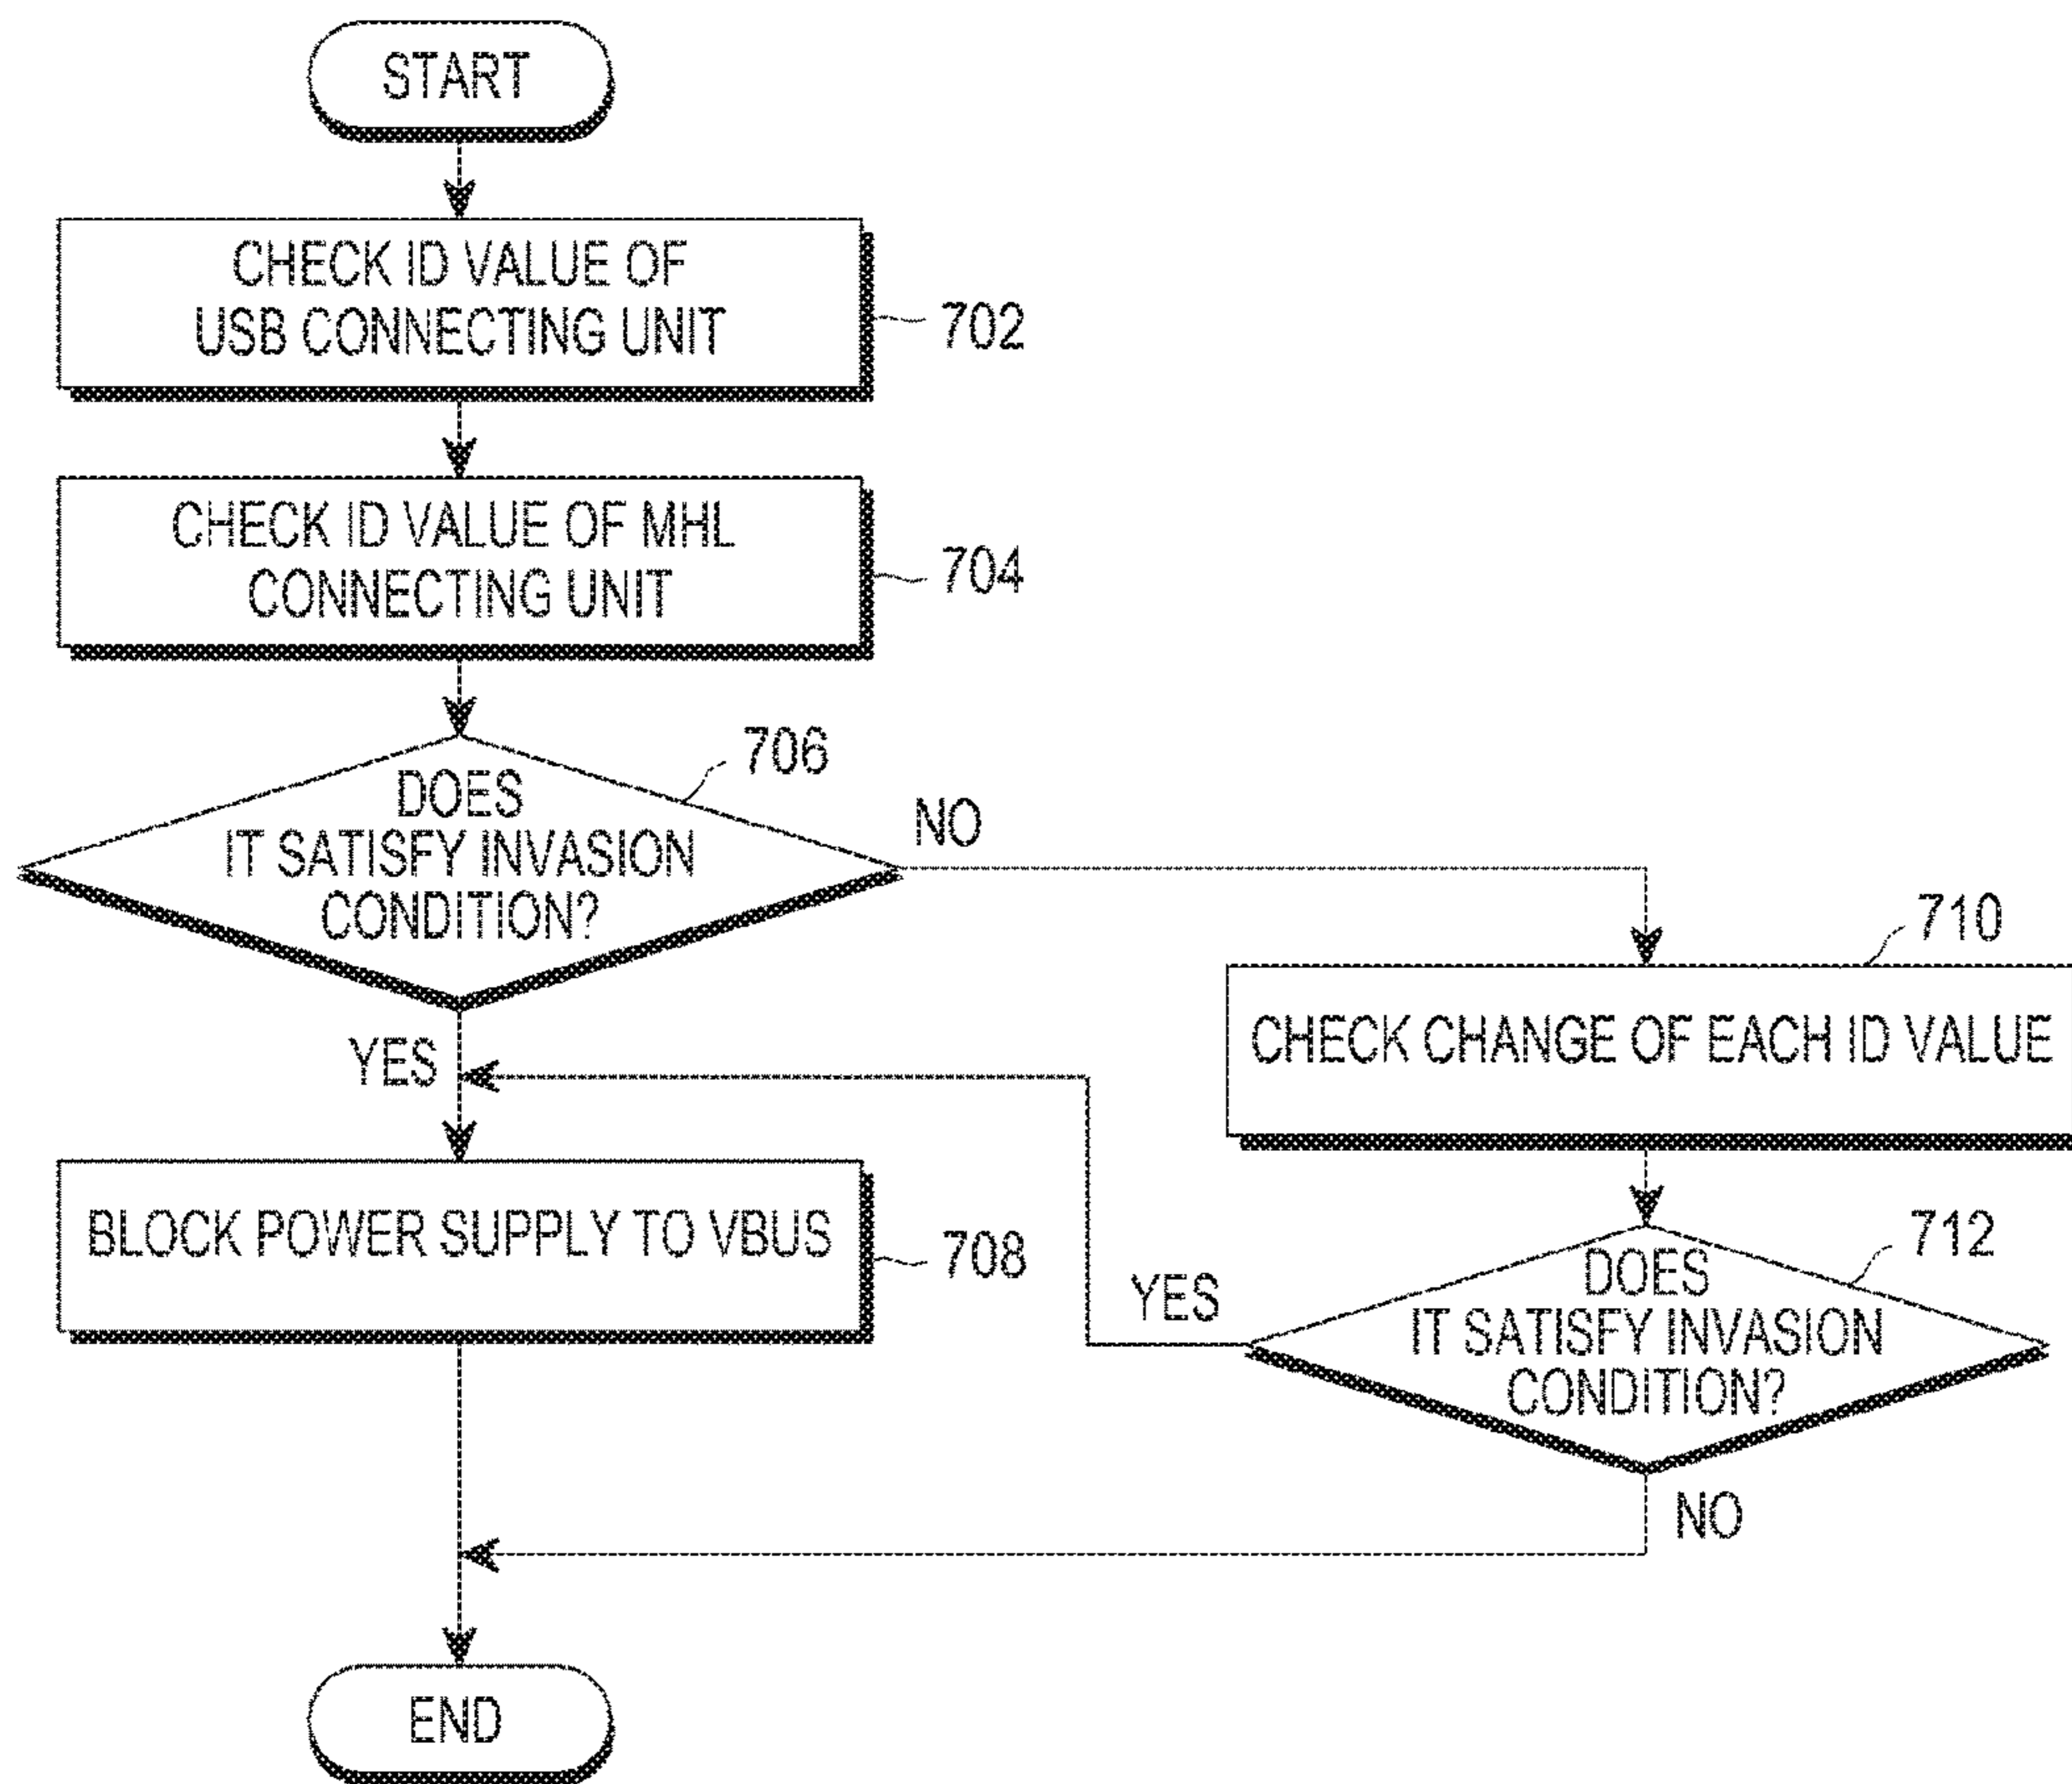 START
CHECK ID VALUE OF
USB CONNECTING UNIT
702
CHECK ID VALUE OF MHL
CONNECTING UNIT
704
706
DOES
IT SATISFY INVASION
CONDITION?
NO
YES
710
CHECK CHANGE OF EACH ID VALUE
BLOCK POWER SUPPLY TO VBUS
708
712
DOES
IT SATISFY INVASION
CONDITION?
YES
NO
END